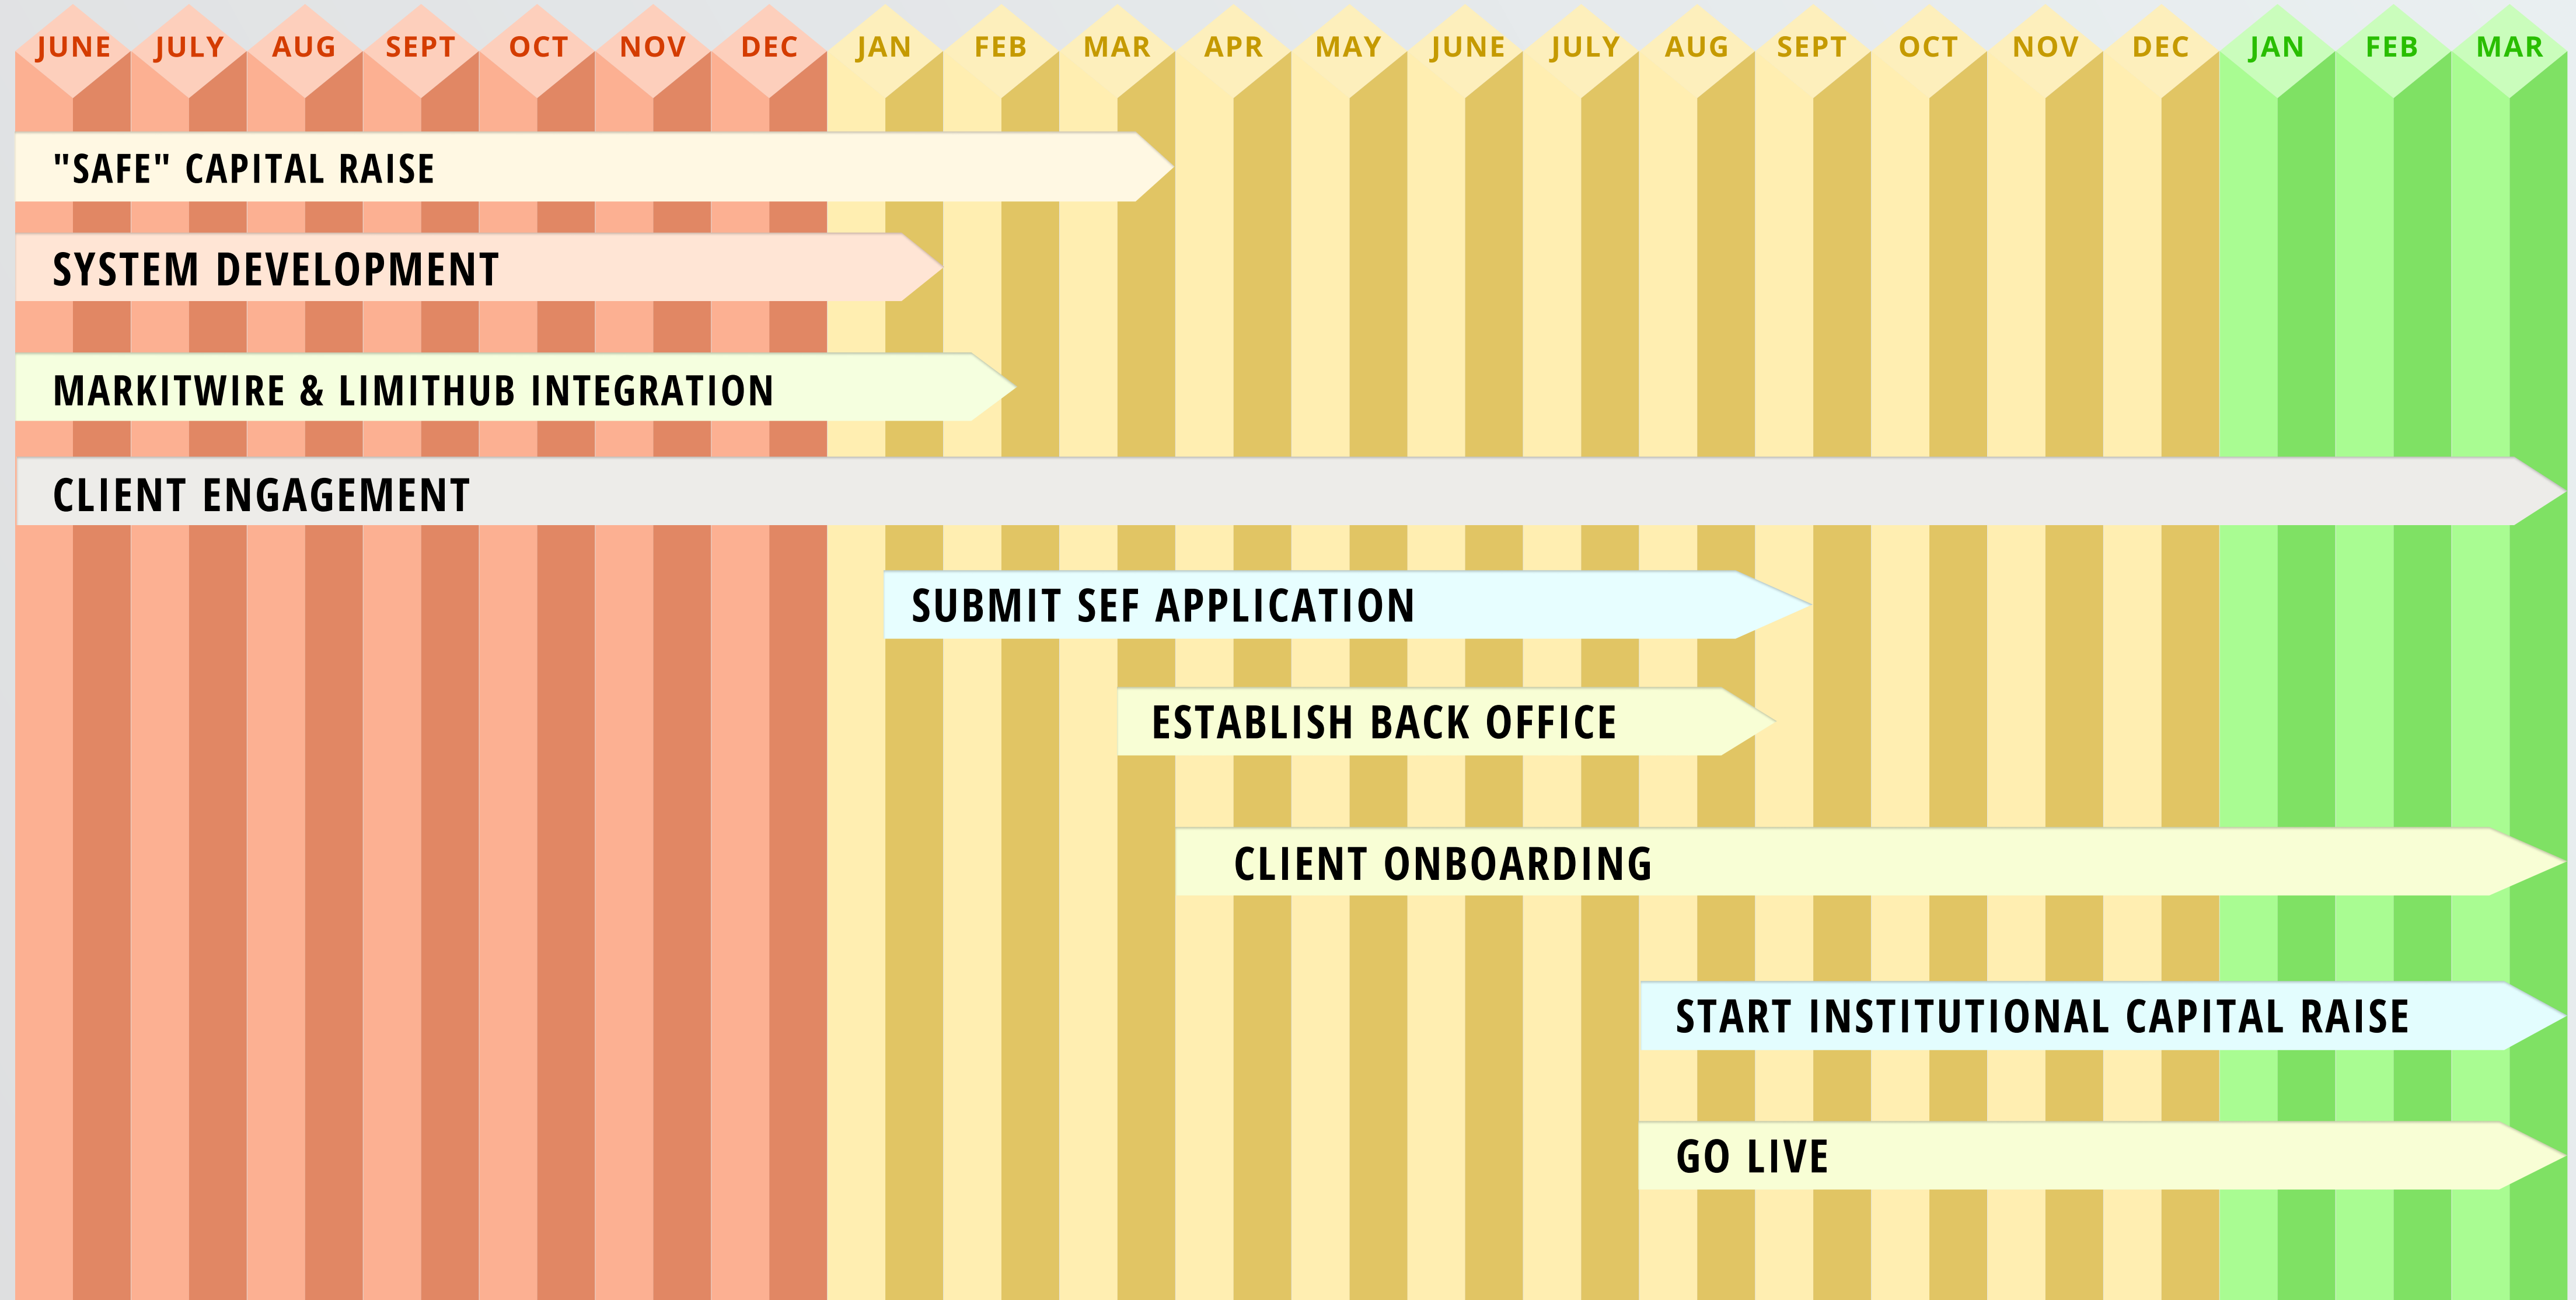 JUNE JULY AUG SEPT OCT NOV DEC JAN FEB MAR APR MAY JUNE JULY AUG SEPT OCT NOV DEC JAN FEB MAR
"SAFE" CAPITAL RAISE
SYSTEM DEVELOPMENT
MARKITWIRE & LIMITHUB INTEGRATION
CLIENT ENGAGEMENT
SUBMIT SEF APPLICATION
ESTABLISH BACK OFFICE
CLIENT ONBOARDING
START INSTITUTIONAL CAPITAL RAISE
GO LIVE